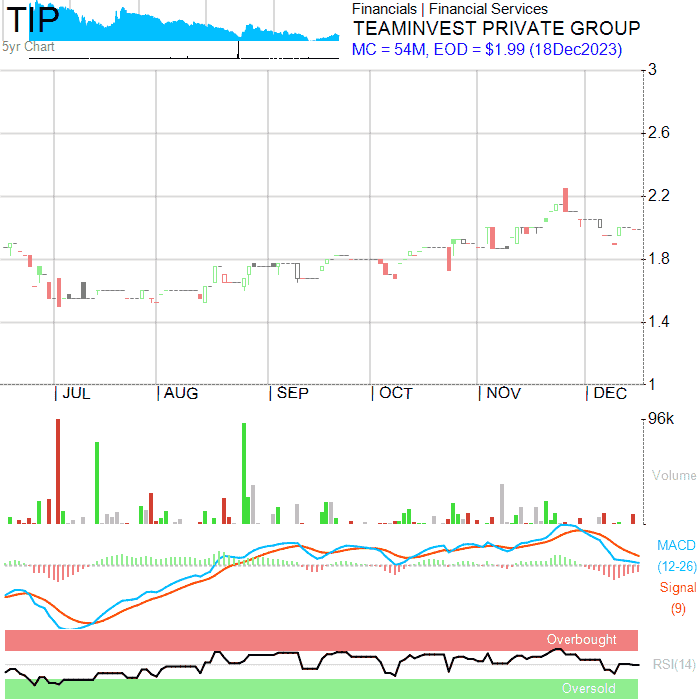 TIP
5yr Chart
Financials | Financial Services
TEAMINVEST PRIVATE GROUP
MC = 54M, EOD = $1.99 (18Dec2023)
3
2.6
2.2
1.8
1.4
1
JUL AUG SEP OCT NOV DEC
96k
Volume
MACD
(12-26)
Signal
(9)
Overbought
RSI(14)
Oversold